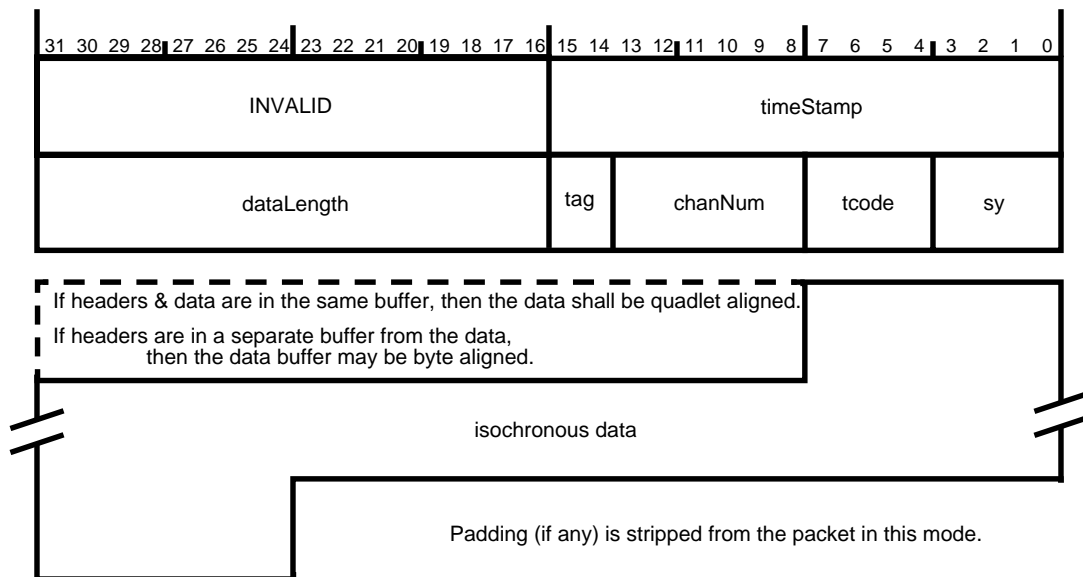 31 30 29 28 27 26 25 24 23 22 21 20 19 18 17 16 15 14 13 12 11 10 9 8 7 6 5 4 3 2 1 0
INVALID timeStamp
dataLength tag chanNum tcode sy
If headers & data are in the same buffer, then the data shall be quadlet aligned.
If headers are in a separate buffer from the data,
then the data buffer may be byte aligned.
isochronous data
Padding (if any) is stripped from the packet in this mode.